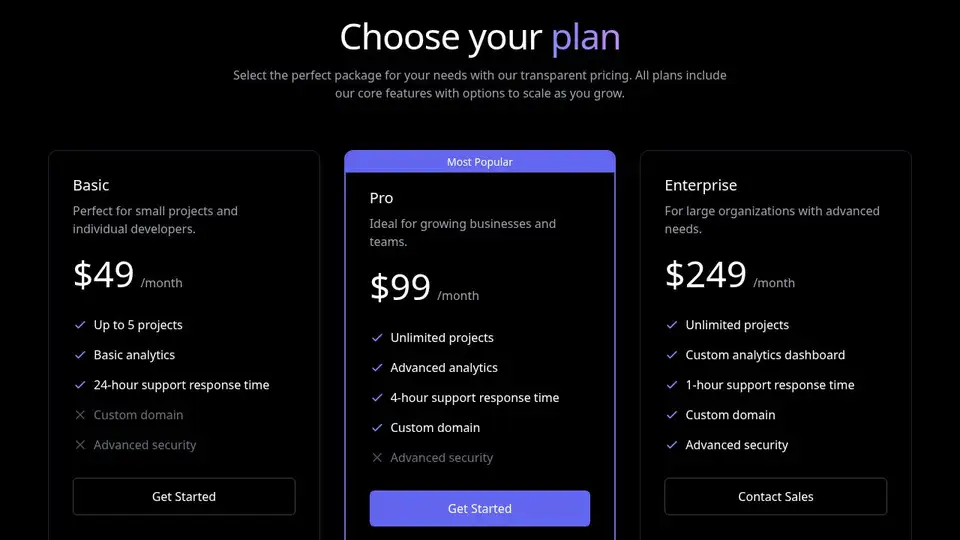 Choose your plan
Select the perfect package for your needs with our transparent pricing. All plans include
our core features with options to scale as you grow.
Basic
Perfect for small projects and
individual developers.
$49 /month
Up to 5 projects
Basic analytics
24-hour support response time
Custom domain
Advanced security
Get Started
Most Popular
Pro
Ideal for growing businesses and
teams.
$99 /month
Unlimited projects
Advanced analytics
4-hour support response time
Custom domain
Advanced security
Get Started
Enterprise
For large organizations with advanced
needs.
$249 /month
Unlimited projects
Custom analytics dashboard
1-hour support response time
Custom domain
Advanced security
Contact Sales